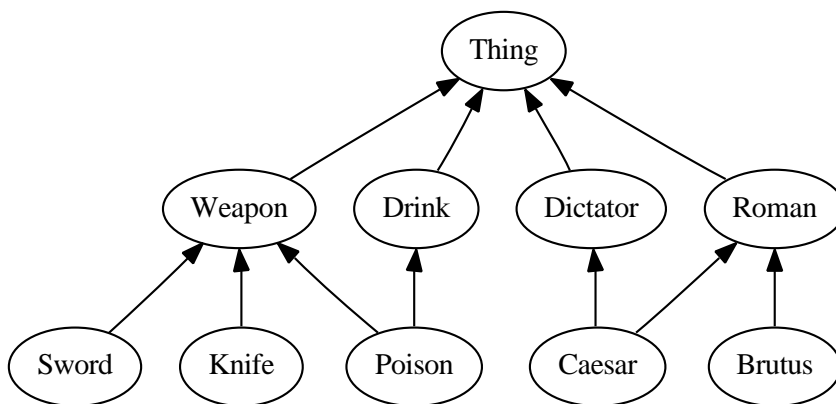 Thing
Weapon
Drink
Dictator
Roman
Sword
Knife
Poison
Caesar
Brutus